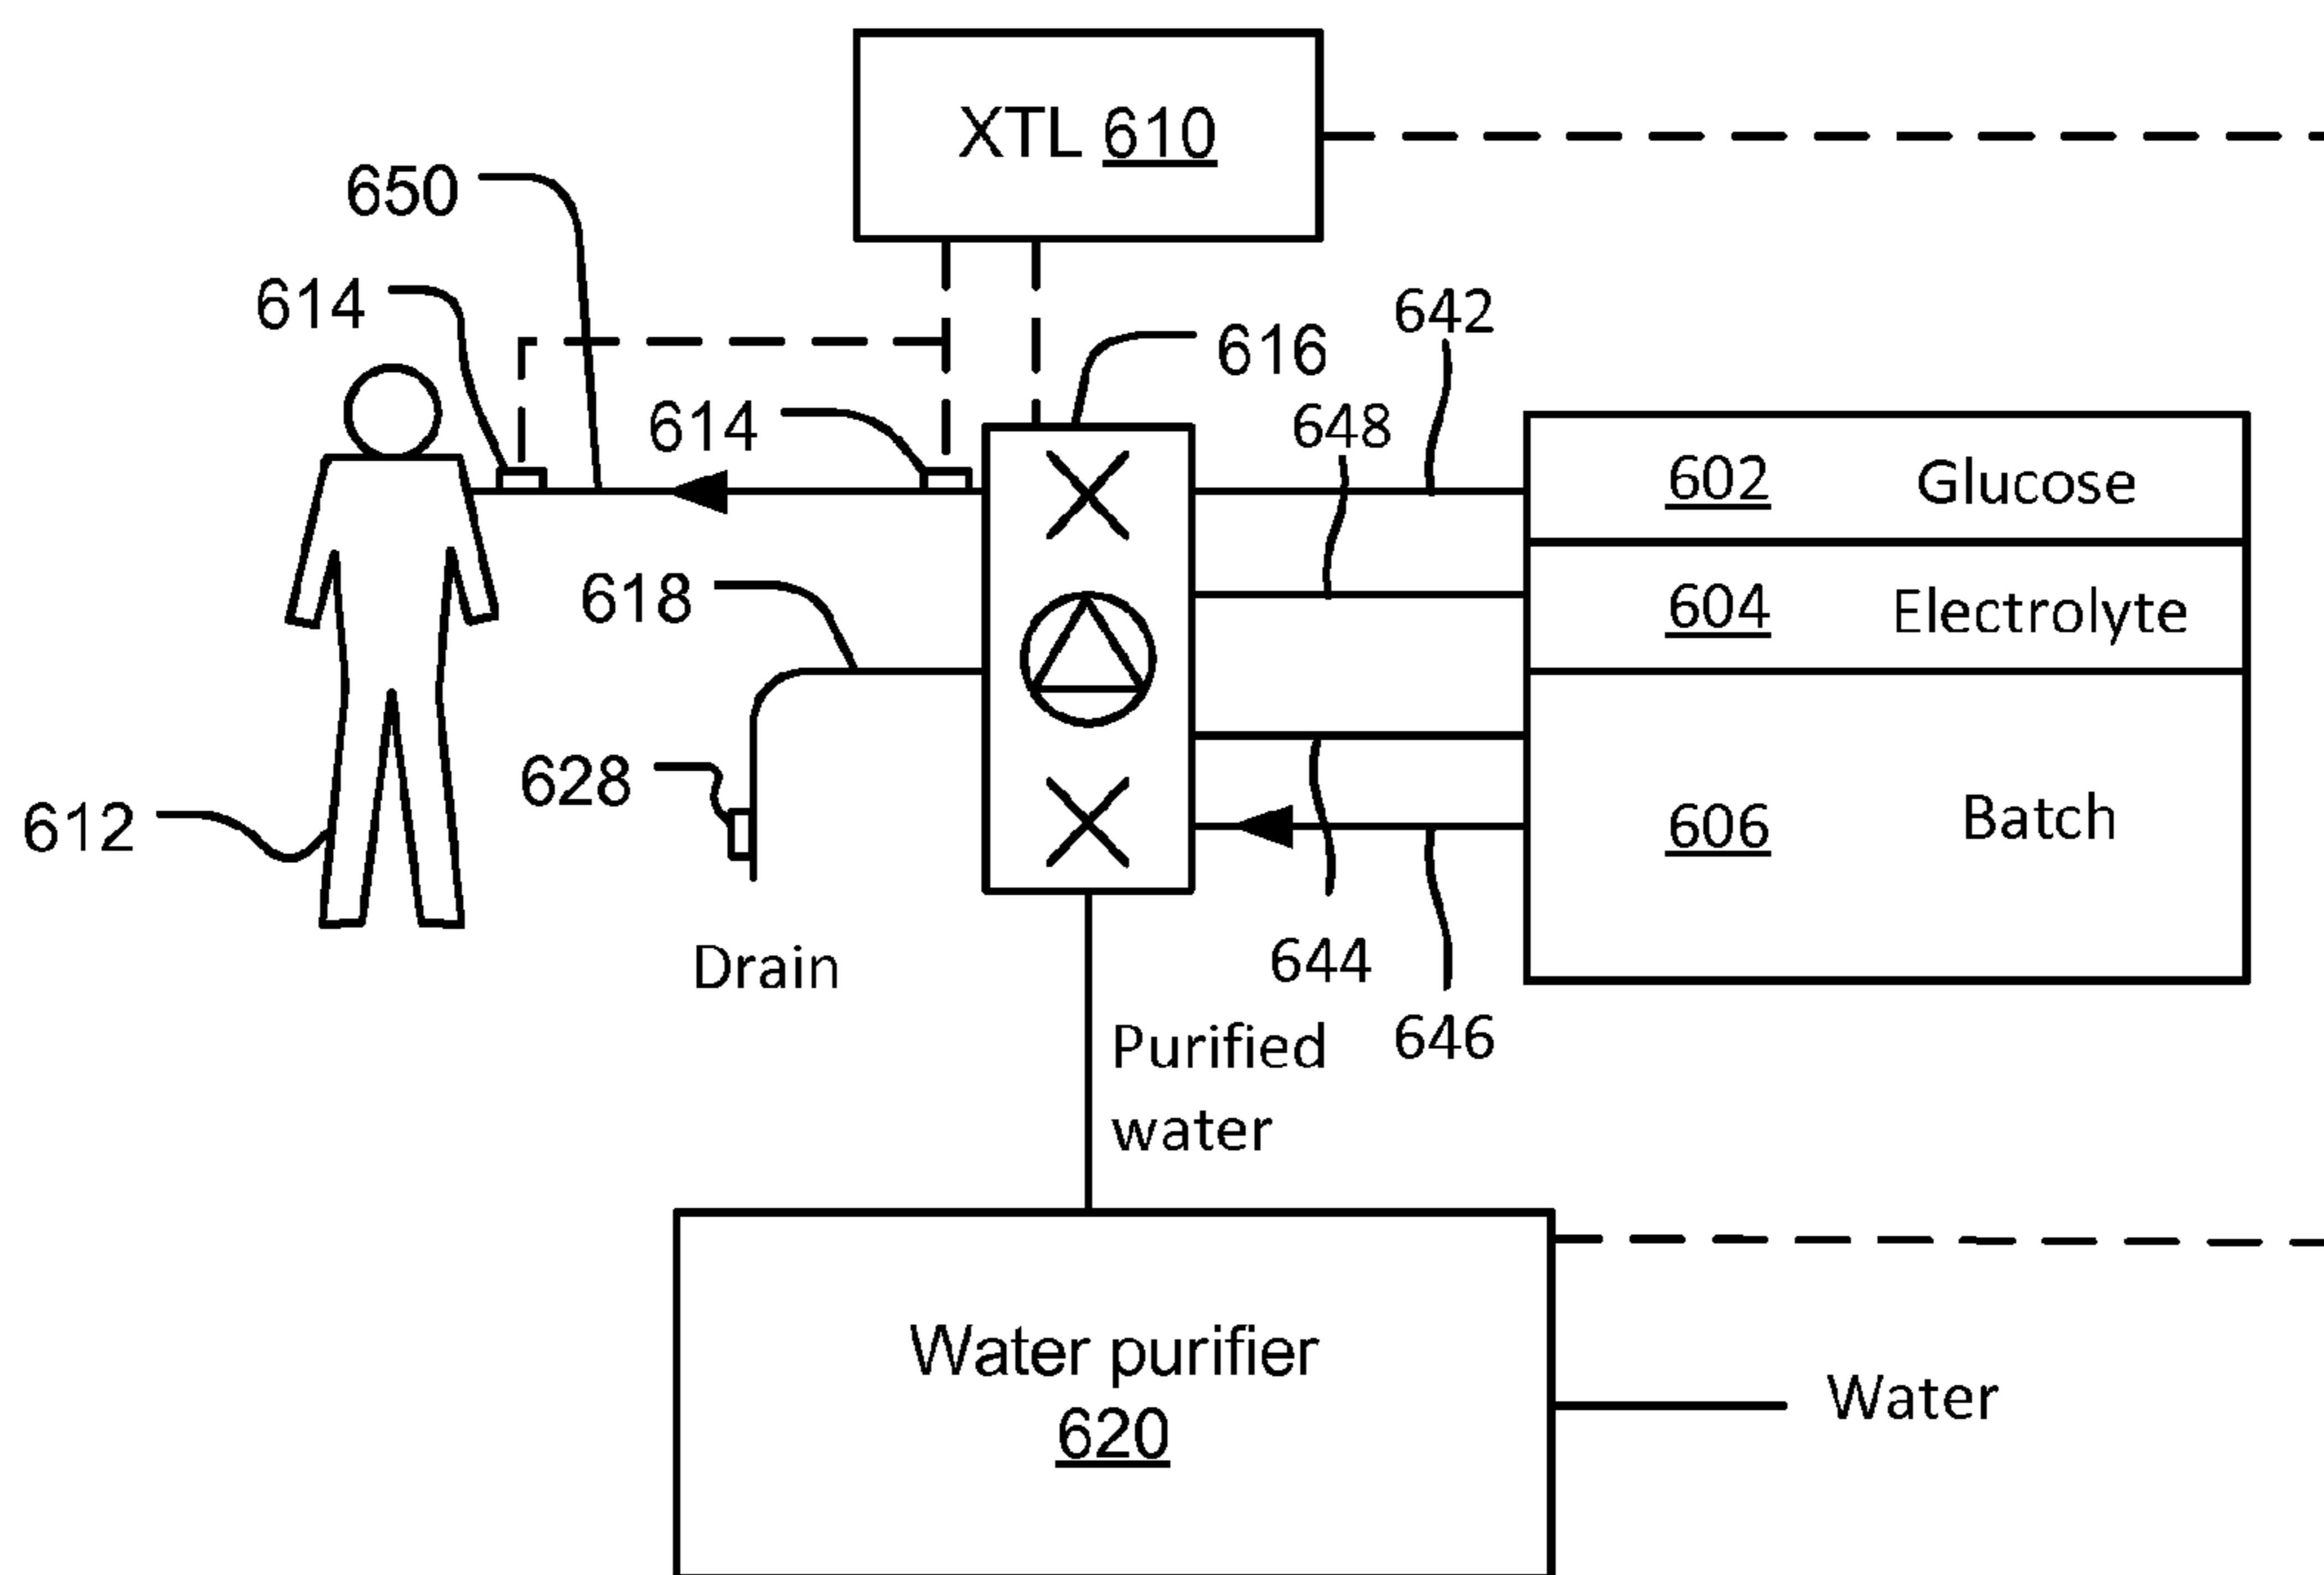 XTL 610
650
614
642
616
614
648
602 Glucose
618
604 Electrolyte
628
612
606 Batch
Drain
644
646
Purified
water
Water purifier
620
Water